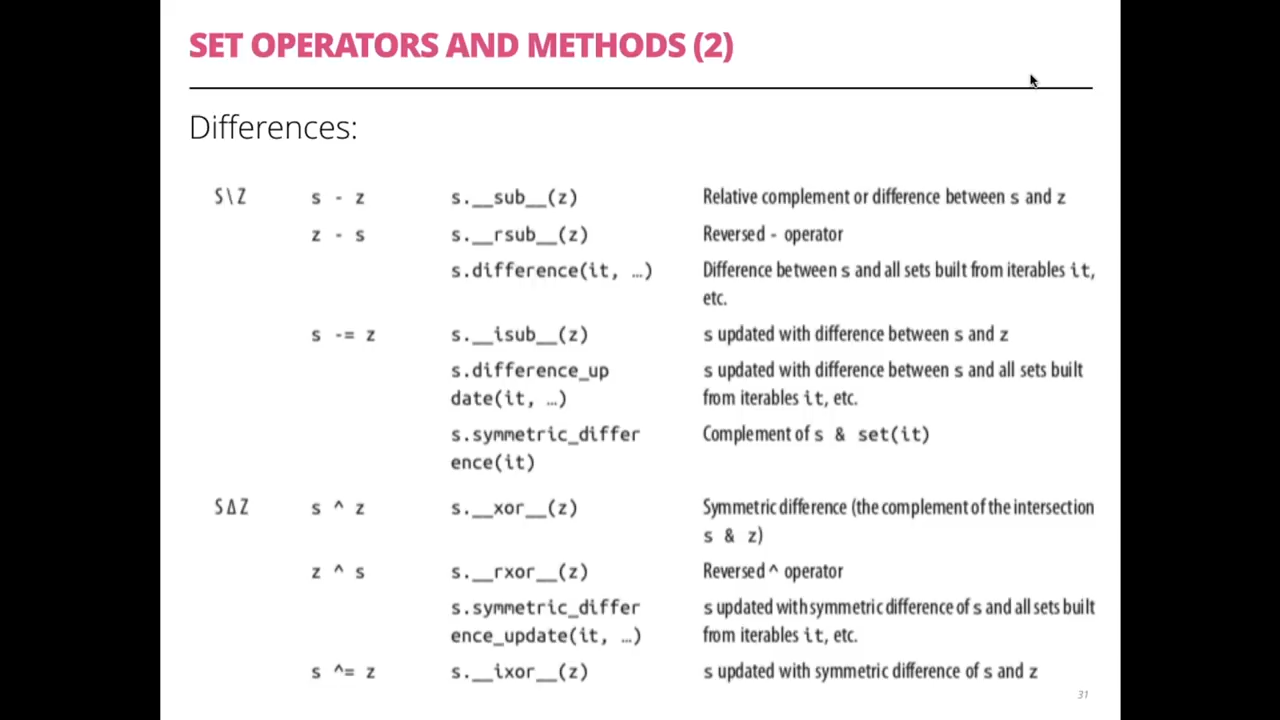 SET OPERATORS AND METHODS (2)
Differences:
S\Z s - z s.__sub__(z) Relative complement or difference between s and z
z - s s.__rsub__(z) Reversed - operator
s.difference(it, …) Difference between s and all sets built from iterables it,
etc.
s -= z s.__isub__(z) s updated with difference between s and z
s.difference_up s updated with difference between s and all sets built
date(it, …) from iterables it, etc.
s.symmetric_differ Complement of s & set(it)
ence(it)
S∆Z s ^ z s.__xor__(z) Symmetric difference (the complement of the intersection
s & z)
z ^ s s.__rxor__(z) Reversed ^ operator
s.symmetric_differ s updated with symmetric difference of s and all sets built
ence_update(it, …) from iterables it, etc.
s ^= z s.__ixor__(z) s updated with symmetric difference of s and z
31